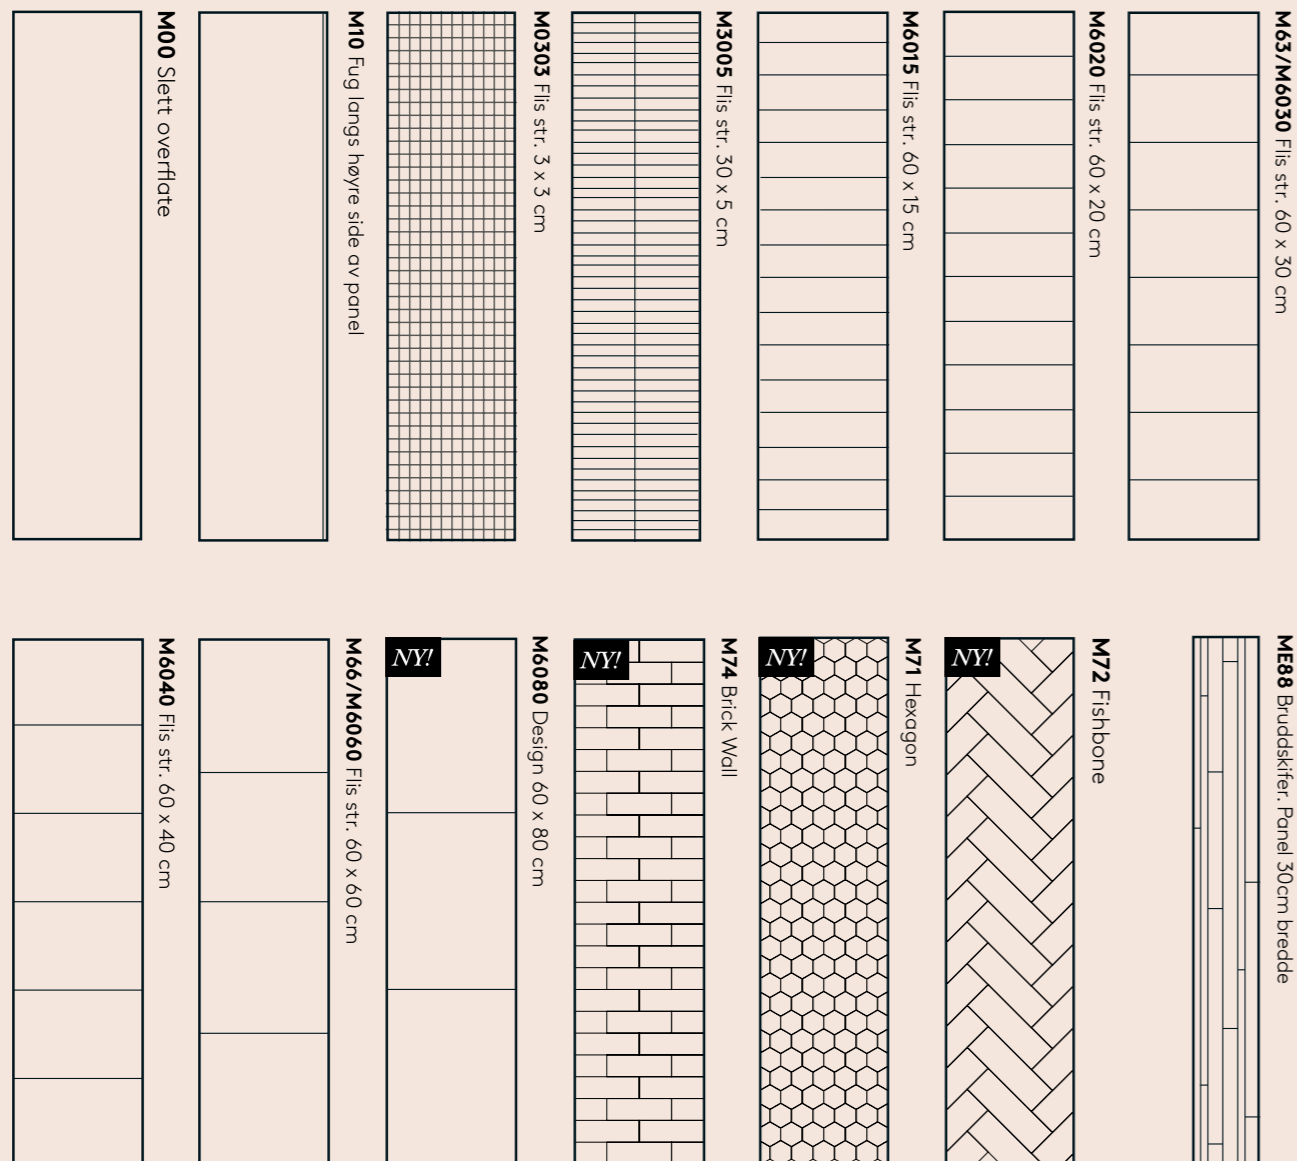 M00 Slett overflate
M10 Fug langs høyre side av panel
M0303 Flis str. 3 x 3 cm
M3005 Flis str. 30 x 5 cm
M6015 Flis str. 60 x 15 cm
M6020 Flis str. 60 x 20 cm
M63/M6030 Flis str. 60 x 30 cm
M6040 Flis str. 60 x 40 cm
M66/M6060 Flis str. 60 x 60 cm
NY!
M6080 Design 60 x 80 cm
NY!
M74 Brick Wall
NY!
M71 Hexagon
NY!
M72 Fishbone
ME88 Bruddskifer. Panel 30cm bredde